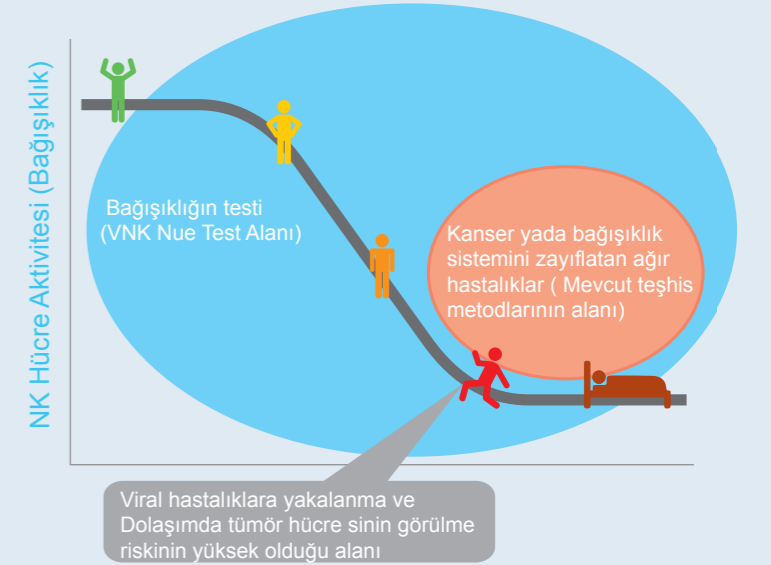 NK Hücre Aktivitesi (Bağışıklık)
Bağışıklığın testi
(VNK Nue Test Alanı)
Kanser yada bağışıklık
sistemini zayıflatan ağır
hastalıklar ( Mevcut teşhis
metodlarının alanı)
Viral hastalıklara yakalanma ve
Dolaşımda tümör hücre sinin görülme
riskinin yüksek olduğu alanı